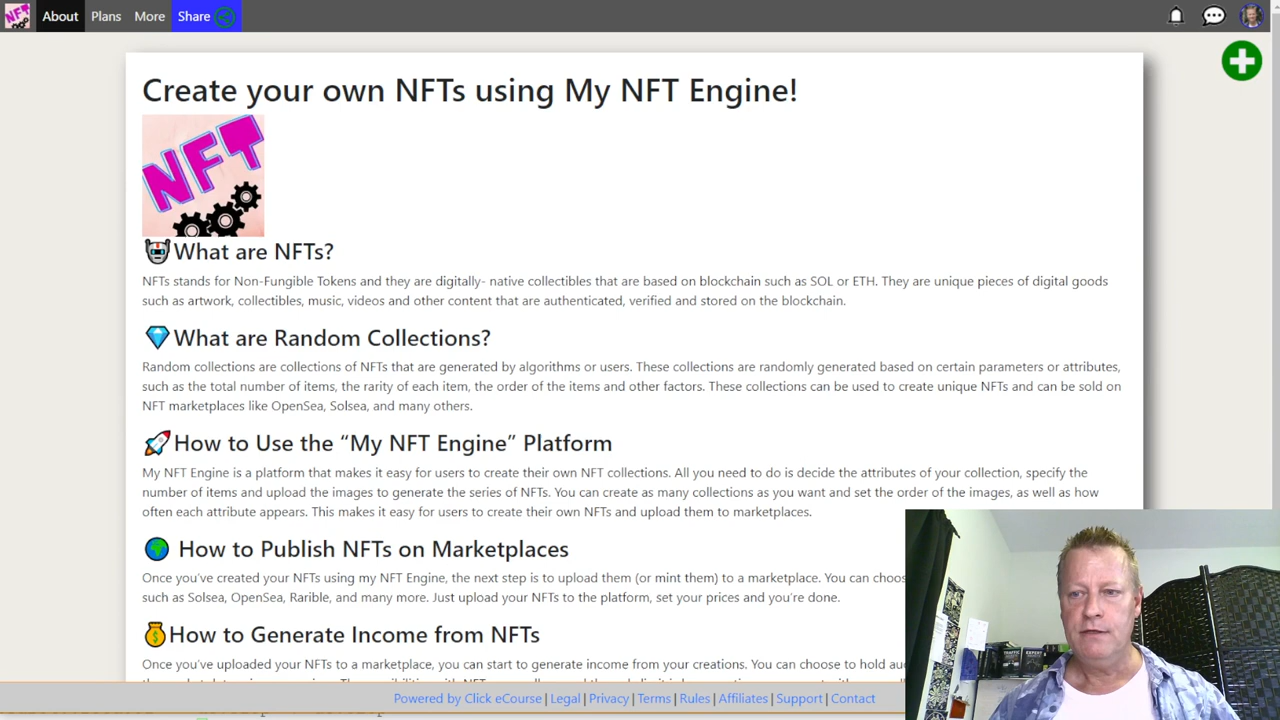 NFT About Plans More Share
Create your own NFTs using My NFT Engine!
NFT
What are NFTs?
NFTs stands for Non-Fungible Tokens and they are digitally- native collectibles that are based on blockchain such as SOL or ETH. They are unique pieces of digital goods
such as artwork, collectibles, music, videos and other content that are authenticated, verified and stored on the blockchain.
What are Random Collections?
Random collections are collections of NFTs that are generated by algorithms or users. These collections are randomly generated based on certain parameters or attributes,
such as the total number of items, the rarity of each item, the order of the items and other factors. These collections can be used to create unique NFTs and can be sold on
NFT marketplaces like OpenSea, Solsea, and many others.
How to Use the “My NFT Engine” Platform
My NFT Engine is a platform that makes it easy for users to create their own NFT collections. All you need to do is decide the attributes of your collection, specify the
number of items and upload the images to generate the series of NFTs. You can create as many collections as you want and set the order of the images, as well as how
often each attribute appears. This makes it easy for users to create their own NFTs and upload them to marketplaces.
How to Publish NFTs on Marketplaces
Once you’ve created your NFTs using my NFT Engine, the next step is to upload them (or mint them) to a marketplace. You can choos
such as Solsea, OpenSea, Rarible, and many more. Just upload your NFTs to the platform, set your prices and you’re done.
How to Generate Income from NFTs
Once you’ve uploaded your NFTs to a marketplace, you can start to generate income from your creations. You can choose to hold au
TRAFFIC EXPERT
Powered by Click eCourse | Legal | Privacy | Terms | Rules | Affiliates | Support | Contact